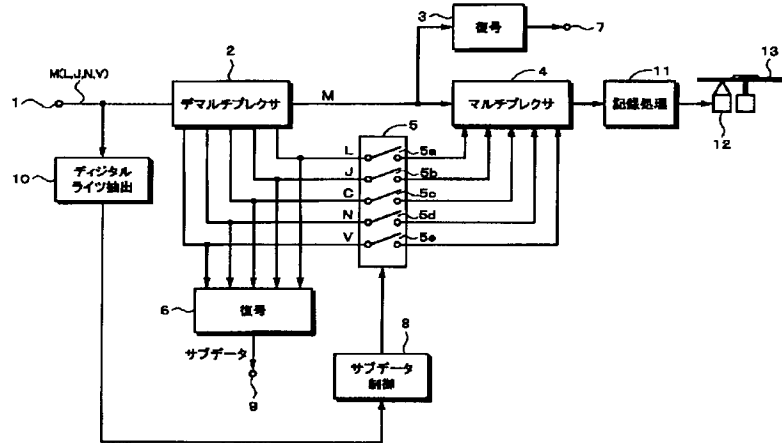 3
復号
7
2
4
11
13
M(L,J,N,V)
1
デマルチプレクサ
M
マルチプレクサ
記録処理
12
5
L
5a
J
5b
C
5c
N
5d
V
5e
10
ディジタル
ライツ抽出
6
復号
サブデータ
9
8
サブデータ
制御